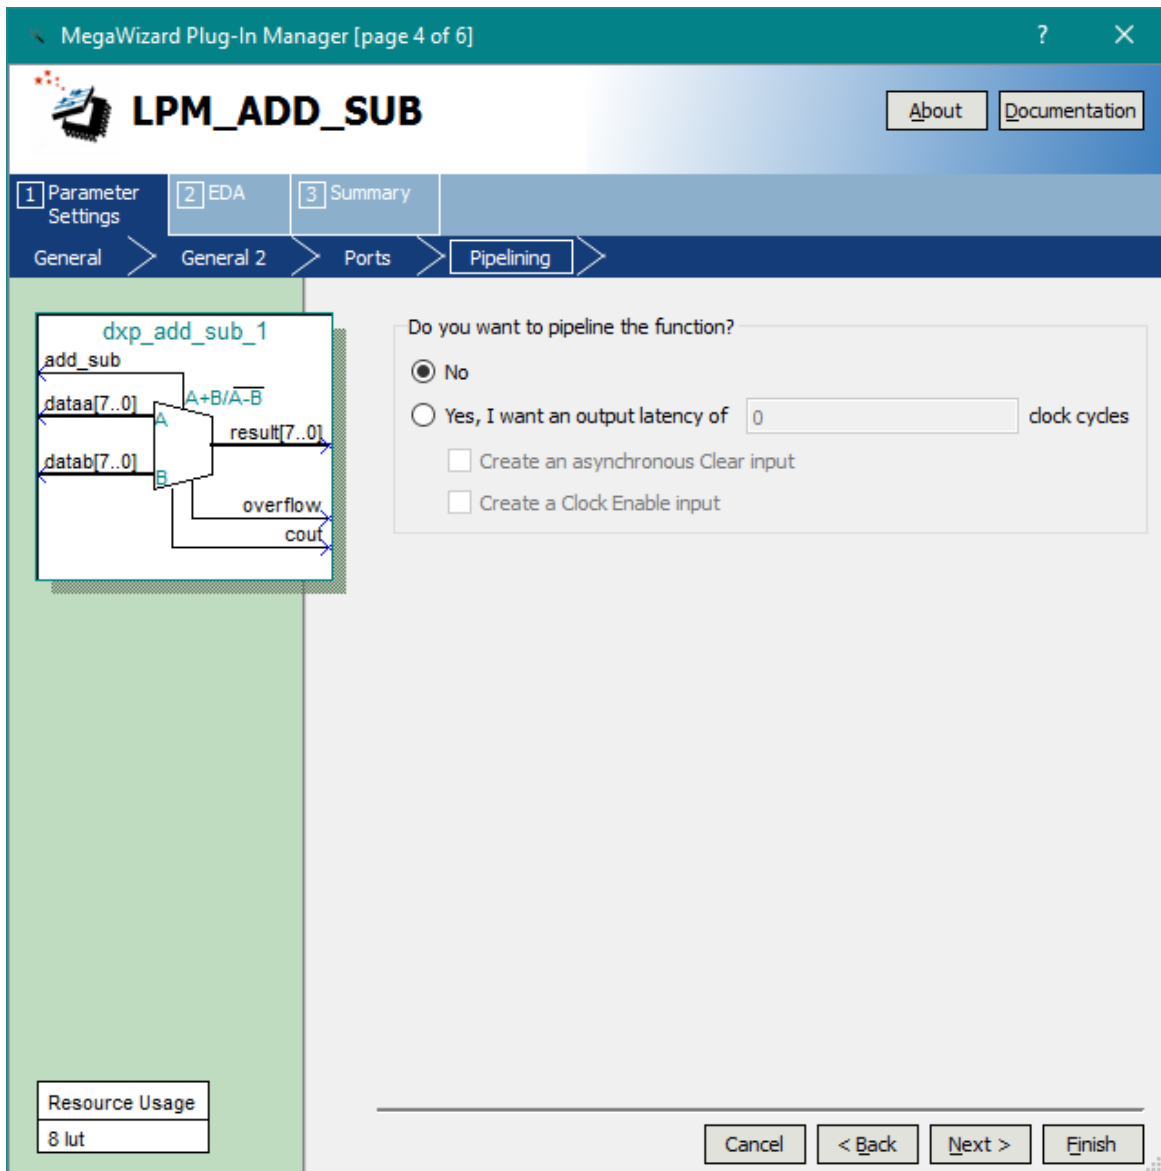 MegaWizard Plug-In Manager [page 4 of 6]
?
LPM_ADD_SUB
About
Documentation
1 Parameter Settings
2 EDA
3 Summary
General
General 2
Ports
Pipelining
dxp_add_sub_1
add_sub
A+B/A-B
dataa[7..0]
A
result[7..0]
datab[7..0]
B
overflow
cout
Do you want to pipeline the function?
No
Yes, I want an output latency of 0 clock cycles
Create an asynchronous Clear input
Create a Clock Enable input
Resource Usage
8 lut
Cancel
< Back
Next >
Finish